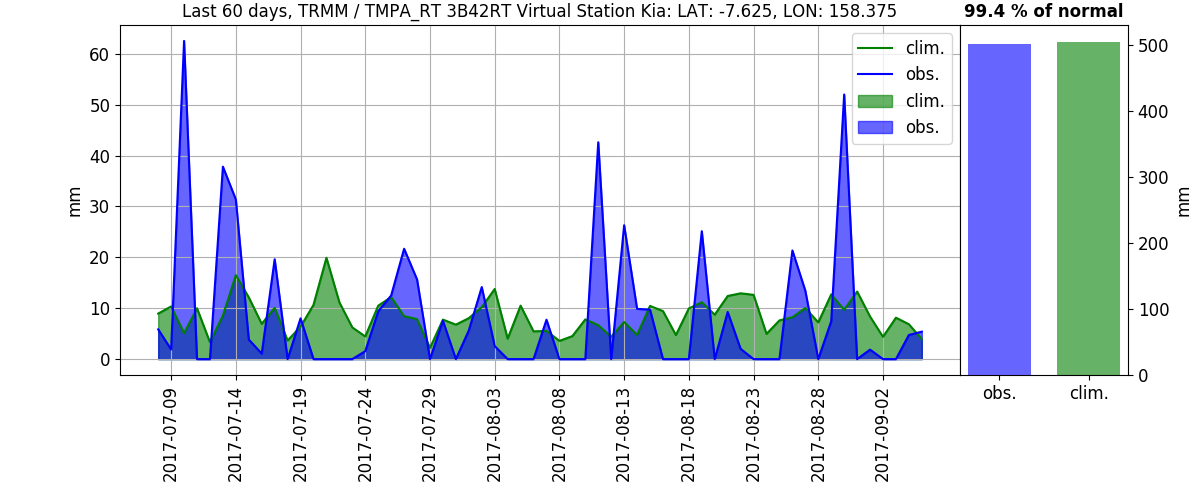 Last 60 days, TRMM / TMPA_RT 3B42RT Virtual Station Kia: LAT: -7.625, LON: 158.375
99.4 % of normal
clim.
obs.
clim.
obs.
60
50
40
30
20
10
0
mm
500
400
300
200
100
0
mm
2017-07-09
2017-07-14
2017-07-19
2017-07-24
2017-07-29
2017-08-03
2017-08-08
2017-08-13
2017-08-18
2017-08-23
2017-08-28
2017-09-02
obs.
clim.